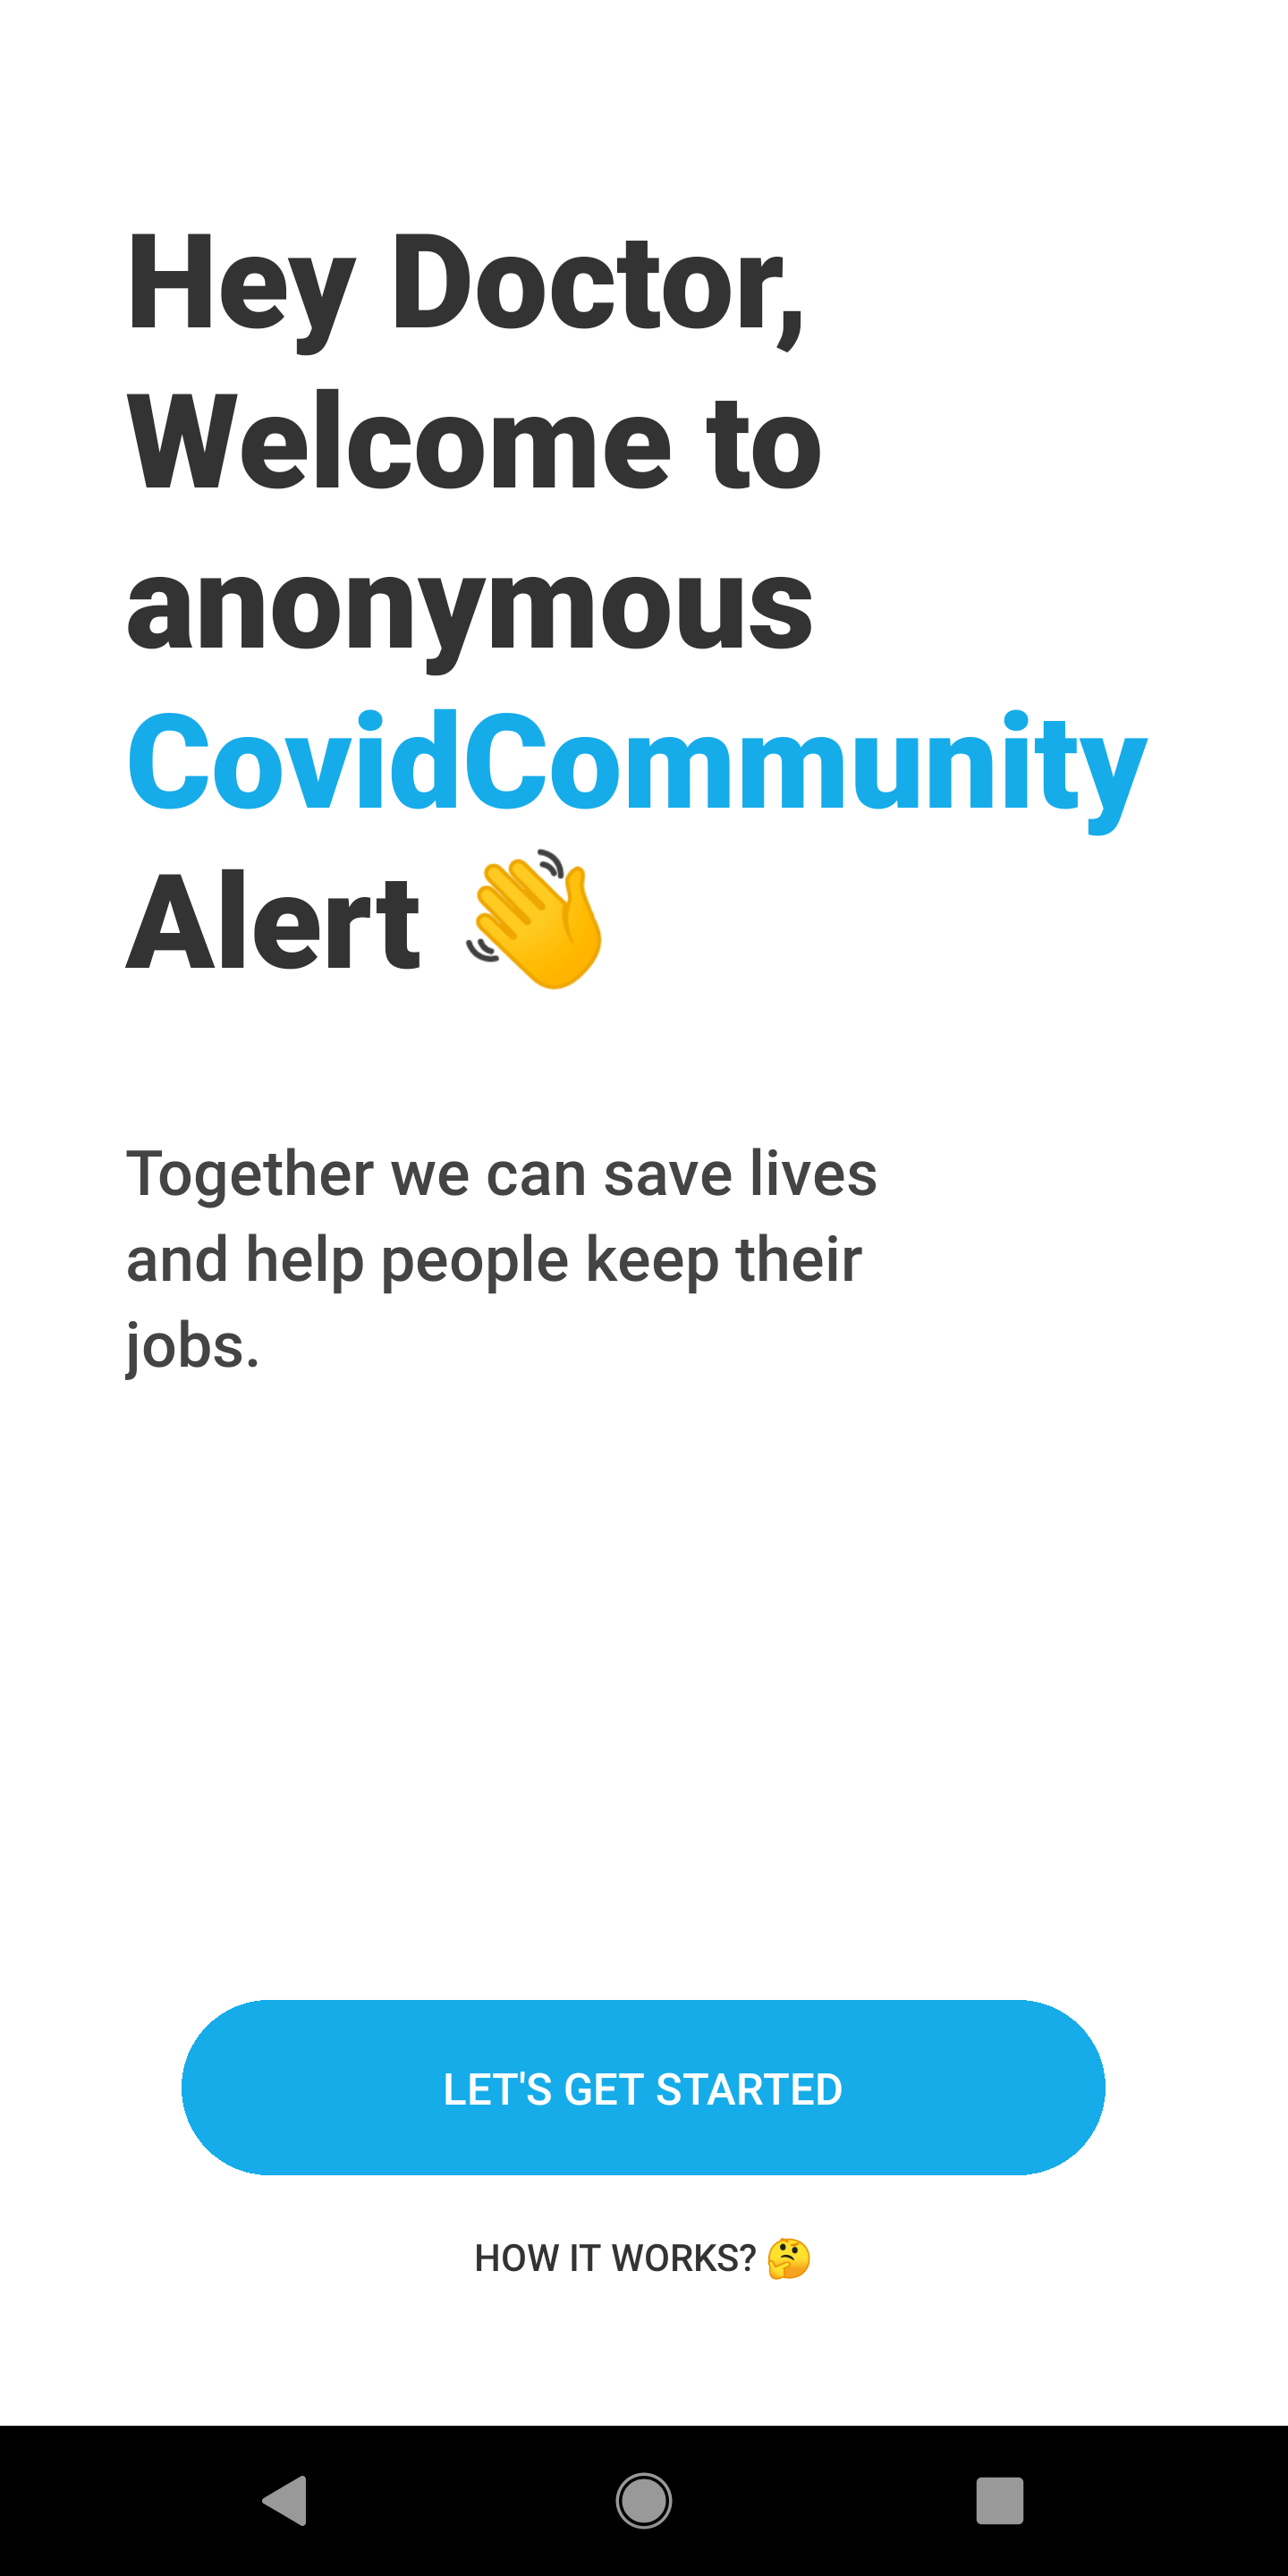 Hey Doctor,
Welcome to
anonymous
CovidCommunity
Alert 👋
Together we can save lives
and help people keep their
jobs.
LET'S GET STARTED
HOW IT WORKS? 🤔